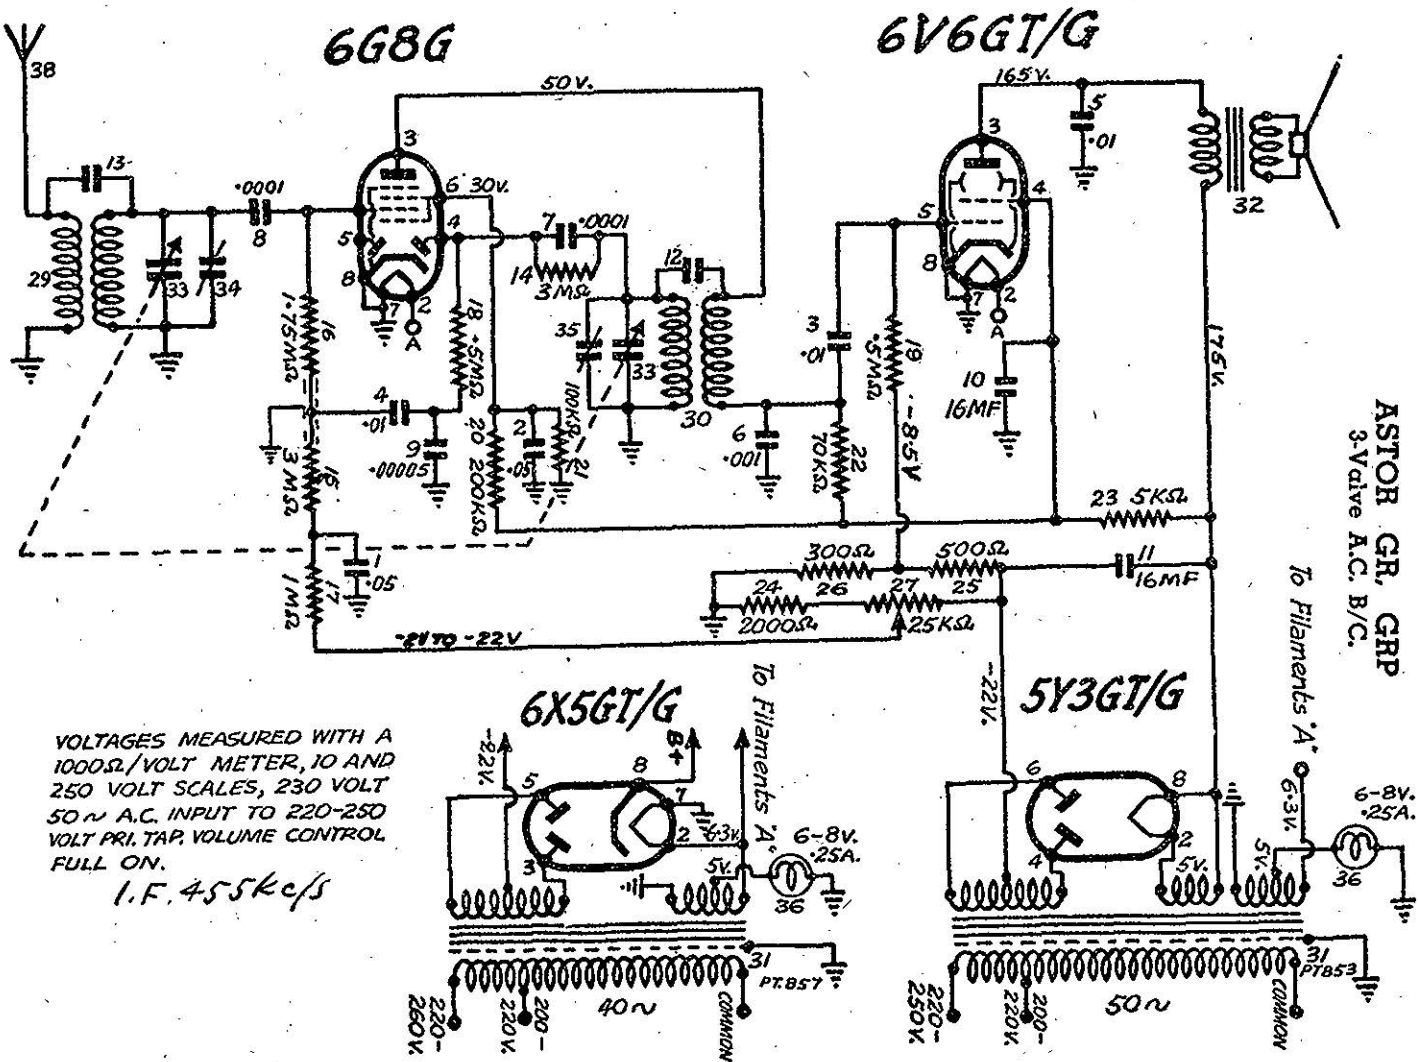 6G8G
6V6GT/G
38
50V.
165V.
13
.0001
8
3
6 30V.
4
5
8
7
2
A
7
.0001
14
3MΩ
5
.01
3
4
5
8
7
2
A
32
29
33
34
16
1.75MΩ
18 .5MΩ
12
35
33
30
3
.01
19
.5MΩ
10
16MF
175V.
4
.01
9
.00005
20 200KΩ
2
.05
100KΩ
21
6
.001
22
70KΩ
-8.5V
15
3MΩ
23 5KΩ
1
.05
17
1MΩ
300Ω
26
500Ω
25
11
16MF
24
2000Ω
27
25KΩ
-2V TO -22V
-22V.
ASTOR GR, GRP
3-Valve A.C. B/C.
To Filaments "A"
6X5GT/G
5Y3GT/G
To Filaments "A"
-22V.
B+
5
8
7
3
2
6.3V.
5V.
6-8V.
.25A.
36
6
8
4
2
5V.
5V.
6.3V.
6-8V.
.25A.
36
VOLTAGES MEASURED WITH A
1000Ω/VOLT METER, 10 AND
250 VOLT SCALES, 230 VOLT
50~ A.C. INPUT TO 220-250
VOLT PRI. TAP. VOLUME CONTROL
FULL ON.
I.F. 455kc/s
31
PT.857
40~
220-
260V.
200-
220V.
COMMON
31
PT853
50~
220-
250V.
200-
220V.
COMMON